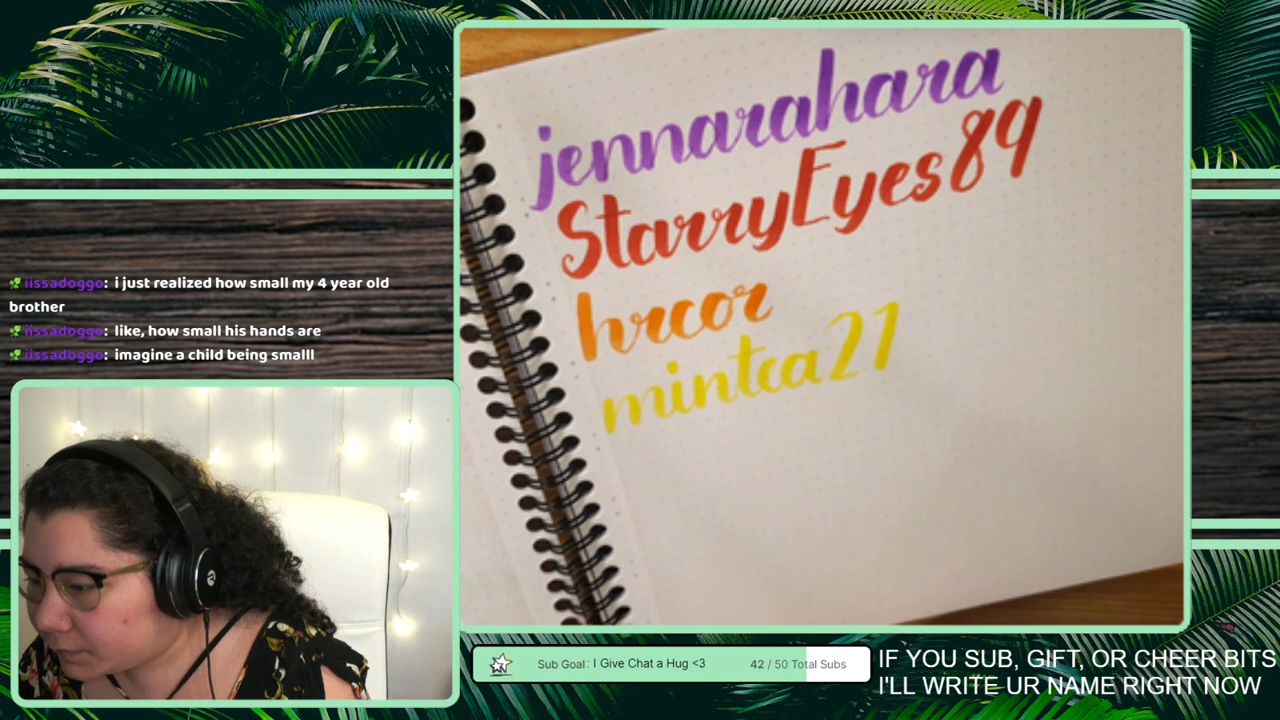 jennarahara
StarryEyes89
hrcor
mintca21
iissadoggo: i just realized how small my 4 year old
brother
iissadoggo: like, how small his hands are
iissadoggo: imagine a child being smalll
Sub Goal: I Give Chat a Hug <3 42 / 50 Total Subs
IF YOU SUB, GIFT, OR CHEER BITS
I'LL WRITE UR NAME RIGHT NOW